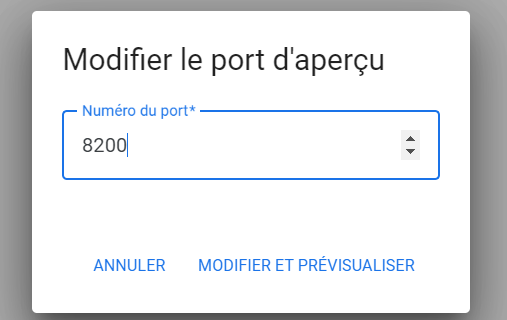 Modifier le port d'aperçu
Numéro du port*
8200
ANNULER MODIFIER ET PRÉVISUALISER